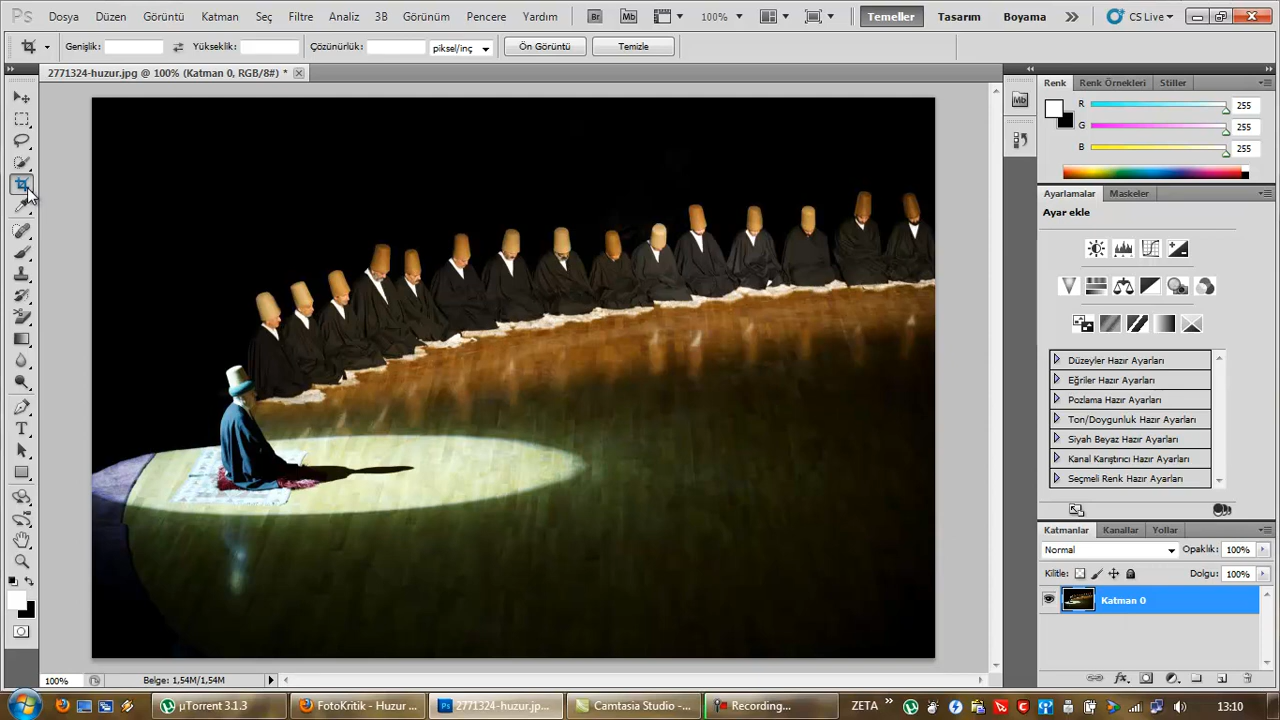 Ps Dosya Düzen Görüntü Katman Seç Filtre Analiz 3B Görünüm Pencere Yardım Br Mb 100% Temeller Tasarım Boyama CS Live
Genişlik: Yükseklik: Çözünürlük: piksel/inç Ön Görüntü Temizle
2771324-huzur.jpg @ 100% (Katman 0, RGB/8#) *
Renk Renk Örnekleri Stiller
Mb
R 255
G 255
B 255
Ayarlamalar Maskeler
Ayar ekle
Düzeyler Hazır Ayarları
Eğriler Hazır Ayarları
Pozlama Hazır Ayarları
Ton/Doygunluk Hazır Ayarları
Siyah Beyaz Hazır Ayarları
Kanal Karıştırıcı Hazır Ayarları
Seçmeli Renk Hazır Ayarları
Katmanlar Kanallar Yollar
Normal Opaklık: 100%
Kilitle: Dolgu: 100%
Katman 0
100% Belge: 1,54M/1,54M
µTorrent 3.1.3 FotoKritik - Huzur ... Ps 2771324-huzur.jp... Camtasia Studio -... Recording... ZETA 13:10